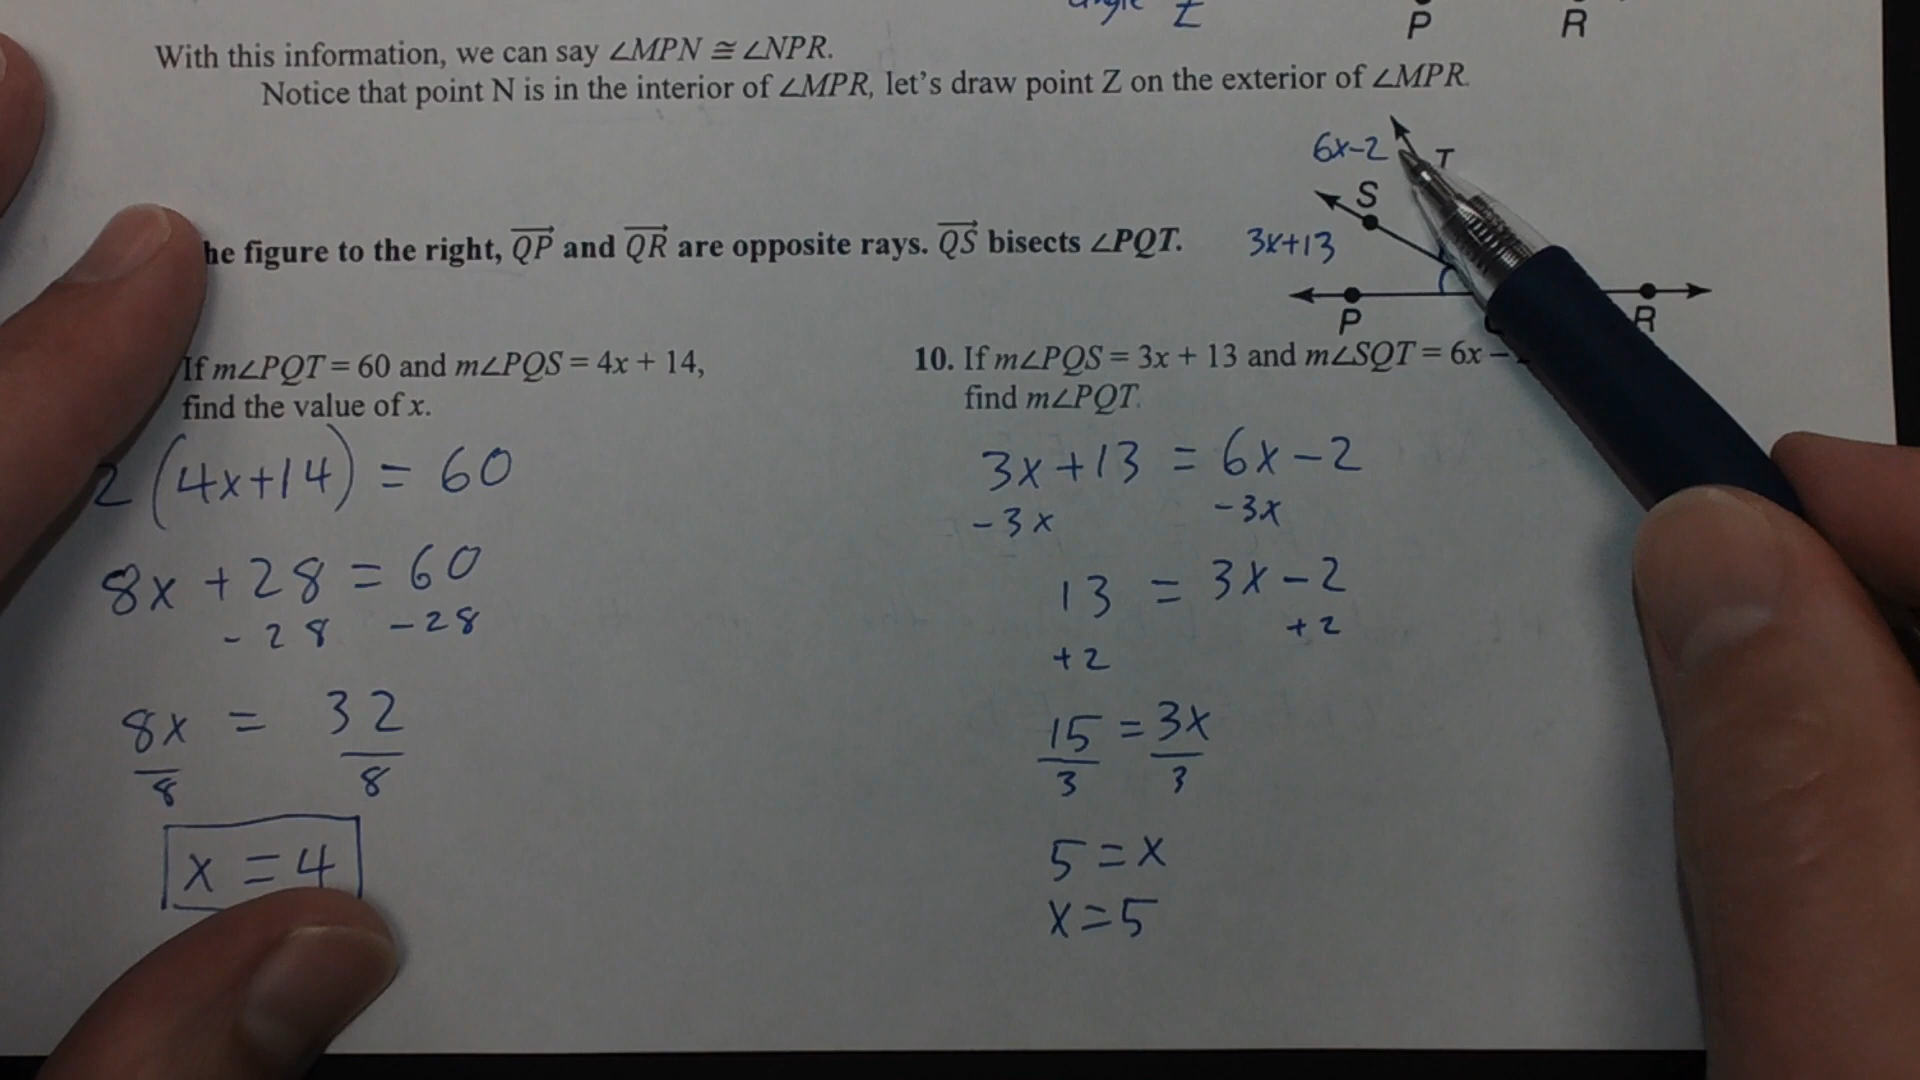 angle Z
P R
With this information, we can say ∠MPN ≅ ∠NPR.
Notice that point N is in the interior of ∠MPR, let's draw point Z on the exterior of ∠MPR.
6x-2 T
S
he figure to the right, QP and QR are opposite rays. QS bisects ∠PQT.
3x+13
P R
If m∠PQT = 60 and m∠PQS = 4x + 14,
find the value of x.
2(4x+14) = 60
8x + 28 = 60
-28 -28
8x = 32
8 8
x = 4
10. If m∠PQS = 3x + 13 and m∠SQT = 6x –
find m∠PQT.
3x+13 = 6x-2
-3x -3x
13 = 3x-2
+2 +2
15 = 3x
3 3
5 = x
x = 5